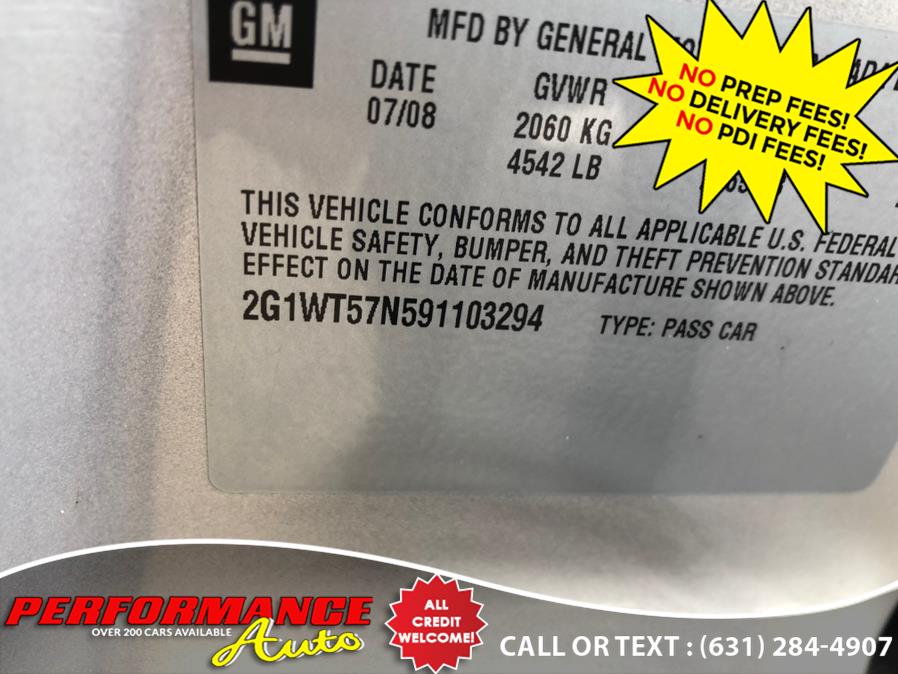 GM
MFD BY GENERAL
DATE
07/08
GVWR
2060 KG
4542 LB
NO PREP FEES!
NO DELIVERY FEES!
NO PDI FEES!
THIS VEHICLE CONFORMS TO ALL APPLICABLE U.S. FEDERAL
VEHICLE SAFETY, BUMPER, AND THEFT PREVENTION STANDAR
EFFECT ON THE DATE OF MANUFACTURE SHOWN ABOVE.
2G1WT57N591103294 TYPE: PASS CAR
PERFORMANCE
OVER 200 CARS AVAILABLE
Auto
ALL
CREDIT
WELCOME!
CALL OR TEXT : (631) 284-4907